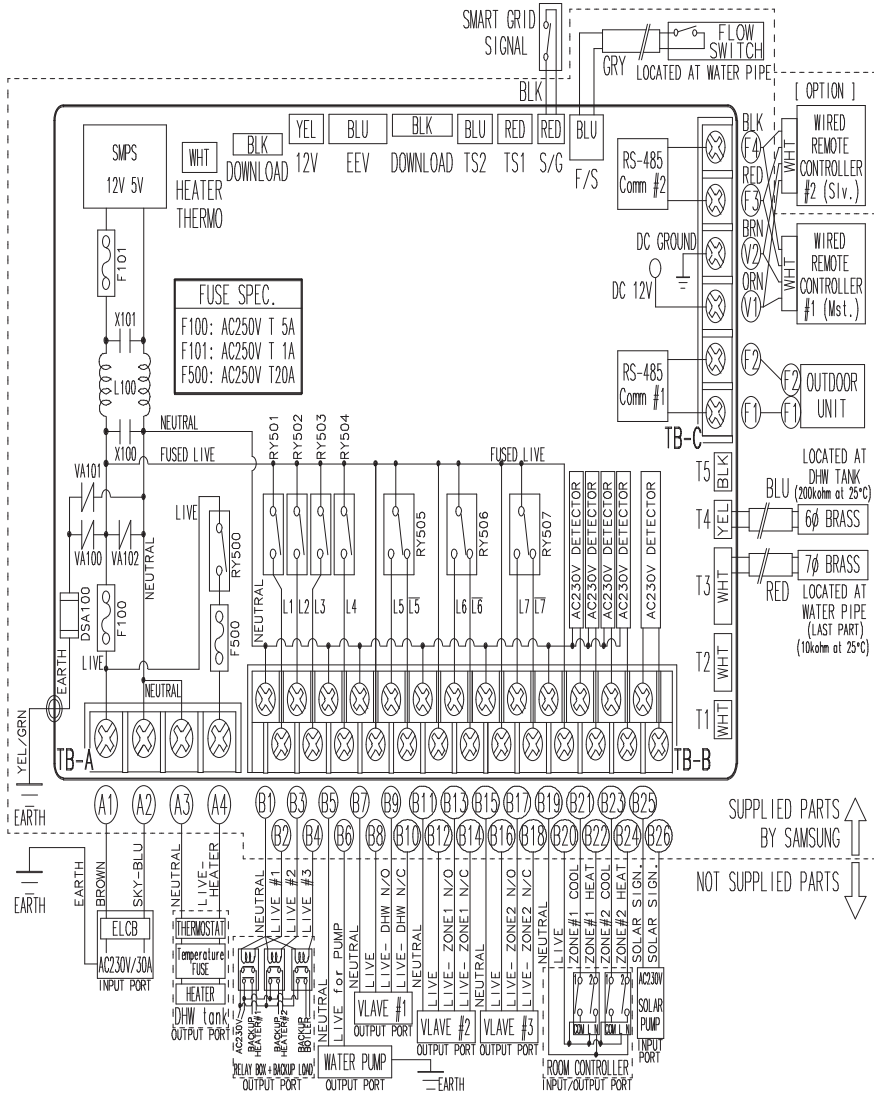 SMART GRID
SIGNAL
BLK
GRY
FLOW
SWITCH
LOCATED AT WATER PIPE
[ OPTION ]
SMPS
12V 5V
WHT
HEATER
THERMO
BLK
DOWNLOAD
YEL
12V
BLU
EEV
BLK
DOWNLOAD
BLU
TS2
RED
TS1
RED
S/G
BLU
F/S
RS-485
Comm #2
DC GROUND
DC 12V
RS-485
Comm #1
TB-C
BLK
F4
RED
F3
BRN
V2
ORN
V1
WHT
WIRED
REMOTE
CONTROLLER
#2 (Slv.)
WHT
WIRED
REMOTE
CONTROLLER
#1 (Mst.)
F2
F2
F1
F1
OUTDOOR
UNIT
F101
X101
L100
X100
FUSE SPEC.
F100: AC250V T 5A
F101: AC250V T 1A
F500: AC250V T20A
NEUTRAL
FUSED LIVE
FUSED LIVE
RY501
RY502
RY503
RY504
RY505
RY506
RY507
VA101
VA100
VA102
NEUTRAL
LIVE
RY500
F500
DSA100
F100
LIVE
EARTH
NEUTRAL
NEUTRAL
L1
L2
L3
L4
L5
L5
L6
L6
L7
L7
AC230V DETECTOR
AC230V DETECTOR
AC230V DETECTOR
AC230V DETECTOR
AC230V DETECTOR
AC230V DETECTOR
T5
BLK
T4
YEL
T3
WHT
T2
WHT
T1
WHT
LOCATED AT
DHW TANK
(200kohm at 25°C)
BLU
6ø BRASS
7ø BRASS
RED
LOCATED AT
WATER PIPE
(LAST PART)
(10kohm at 25°C)
YEL/GRN
EARTH
TB-A
TB-B
A1
A2
A3
A4
B1
B2
B3
B4
B5
B6
B7
B8
B9
B10
B11
B12
B13
B14
B15
B16
B17
B18
B19
B20
B21
B22
B23
B24
B25
B26
SUPPLIED PARTS
BY SAMSUNG
NOT SUPPLIED PARTS
EARTH
EARTH
BROWN
SKY-BLU
NEUTRAL
LIVE-
HEATER
NEUTRAL
LIVE #1
LIVE #2
LIVE #3
NEUTRAL
LIVE for PUMP
NEUTRAL
LIVE
LIVE- DHW N/O
LIVE- DHW N/C
NEUTRAL
LIVE
LIVE- ZONE1 N/O
LIVE- ZONE1 N/C
NEUTRAL
LIVE
LIVE- ZONE2 N/O
LIVE- ZONE2 N/C
NEUTRAL
LIVE
ZONE#1 COOL
ZONE#1 HEAT
ZONE#2 COOL
ZONE#2 HEAT
SOLAR SIGN.
SOLAR SIGN.
ELCB
AC230V/30A
INPUT PORT
THERMOSTAT
Temperature
FUSE
HEATER
DHW tank
OUTPUT PORT
AC230V
BACKUP
HEATER#1
BACKUP
HEATER#2
BACKUP
BOILER
RELAY BOX+BACKUP LOAD
OUTPUT PORT
WATER PUMP
OUTPUT PORT
EARTH
VLAVE #1
OUTPUT PORT
VLAVE #2
OUTPUT PORT
VLAVE #3
OUTPUT PORT
1 2
1 2
COM L N
COM L N
ROOM CONTROLLER
INPUT/OUTPUT PORT
AC230V
SOLAR
PUMP
INPUT
PORT